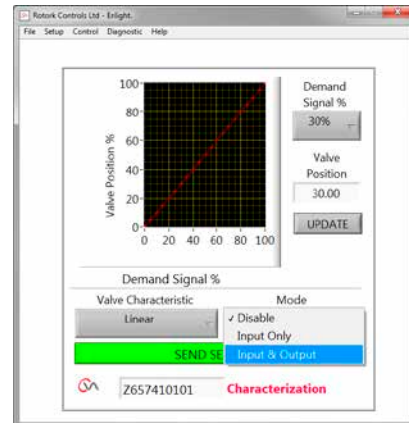 Rotork Controls Ltd - Enlight.
File Setup Control Diagnostic Help
Demand
Signal %
30%
Valve
Position
30.00
UPDATE
Valve Position %
100
80
60
40
20
0
0 20 40 60 80 100
Demand Signal %
Valve Characteristic
Linear
Mode
✓ Disable
Input Only
Input & Output
SEND SE
Z657410101
Characterization